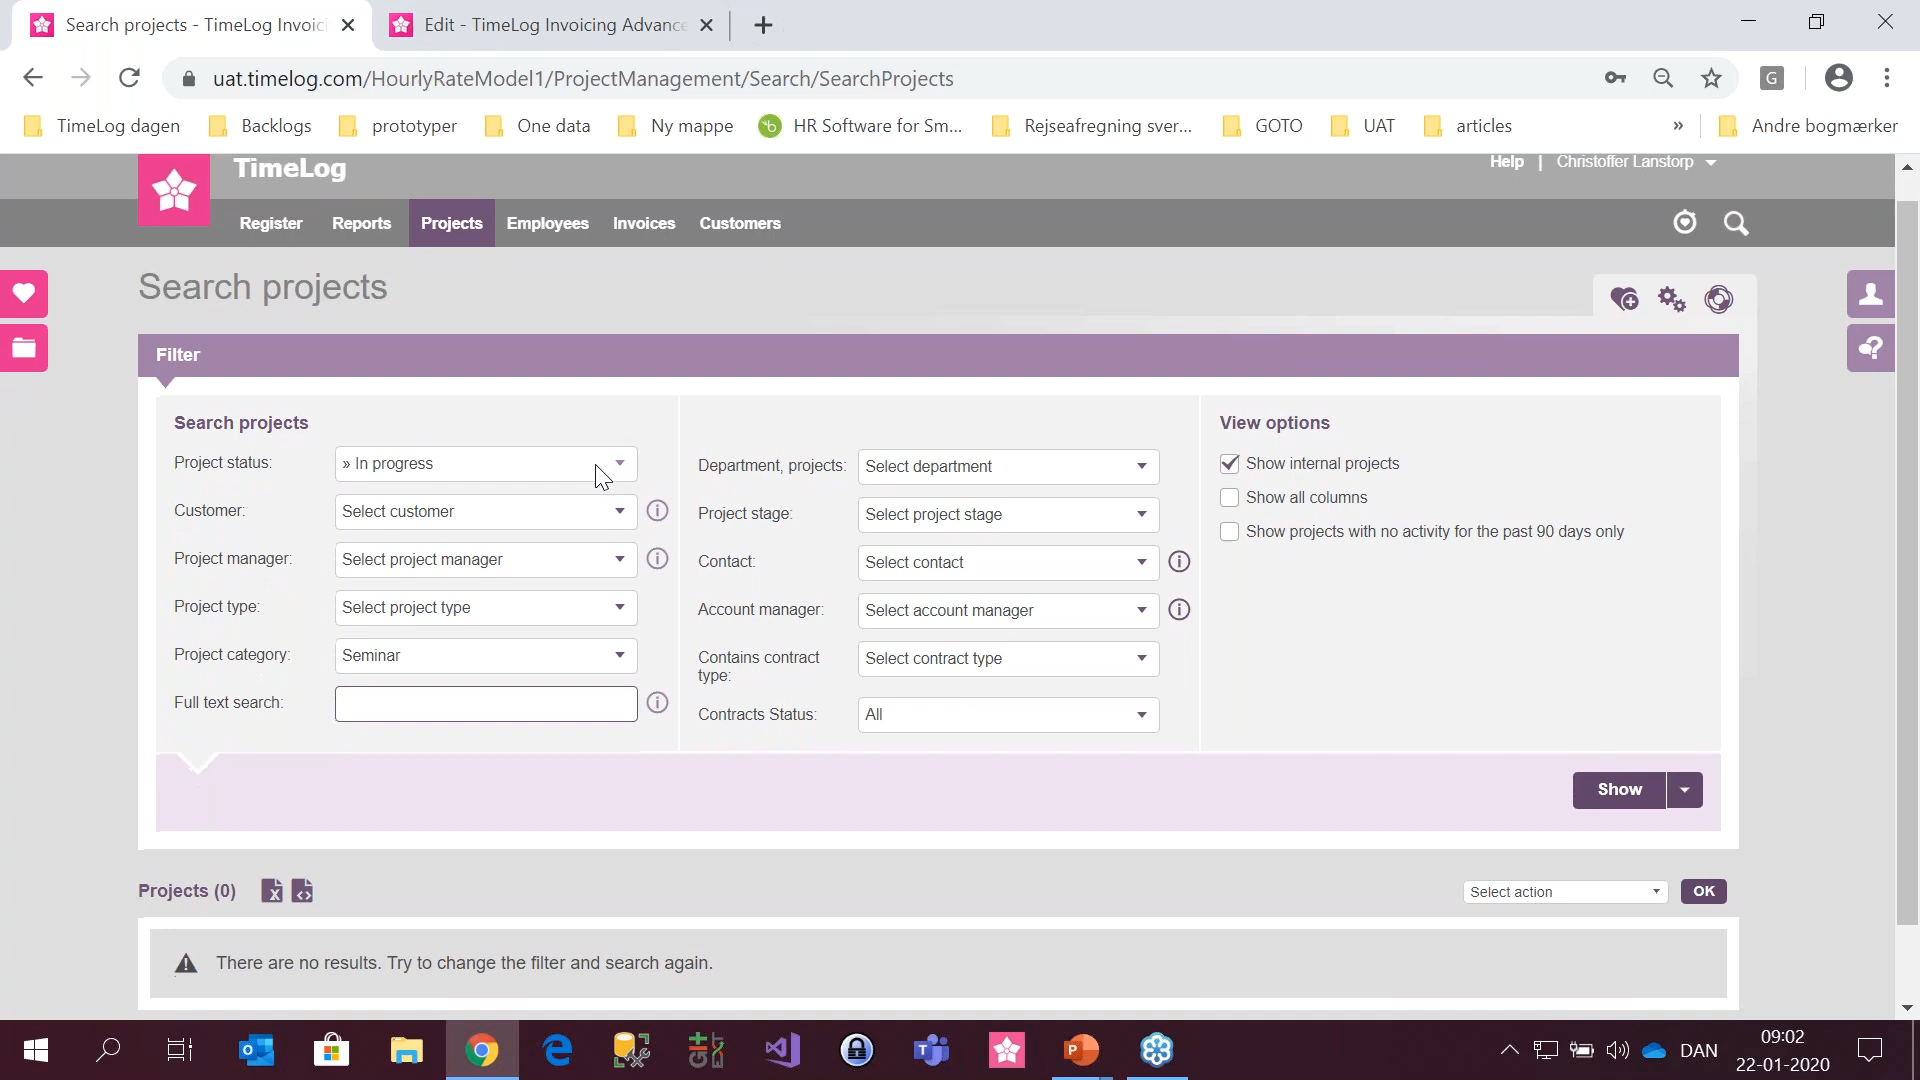 Search projects - TimeLog Invoici
Edit - TimeLog Invoicing Advance
uat.timelog.com/HourlyRateModel1/ProjectManagement/Search/SearchProjects
G
TimeLog dagen
Backlogs
prototyper
One data
Ny mappe
HR Software for Sm...
Rejseafregning sver...
GOTO
UAT
articles
»
Andre bogmærker
TimeLog
Help | Christoffer Lanstorp
Register
Reports
Projects
Employees
Invoices
Customers
Search projects
Filter
Search projects
Project status:
» In progress
Customer:
Select customer
Project manager:
Select project manager
Project type:
Select project type
Project category:
Seminar
Full text search:
Department, projects:
Select department
Project stage:
Select project stage
Contact:
Select contact
Account manager:
Select account manager
Contains contract
type:
Select contract type
Contracts Status:
All
View options
Show internal projects
Show all columns
Show projects with no activity for the past 90 days only
Show
Projects (0)
Select action
OK
There are no results. Try to change the filter and search again.
DAN
09:02
22-01-2020